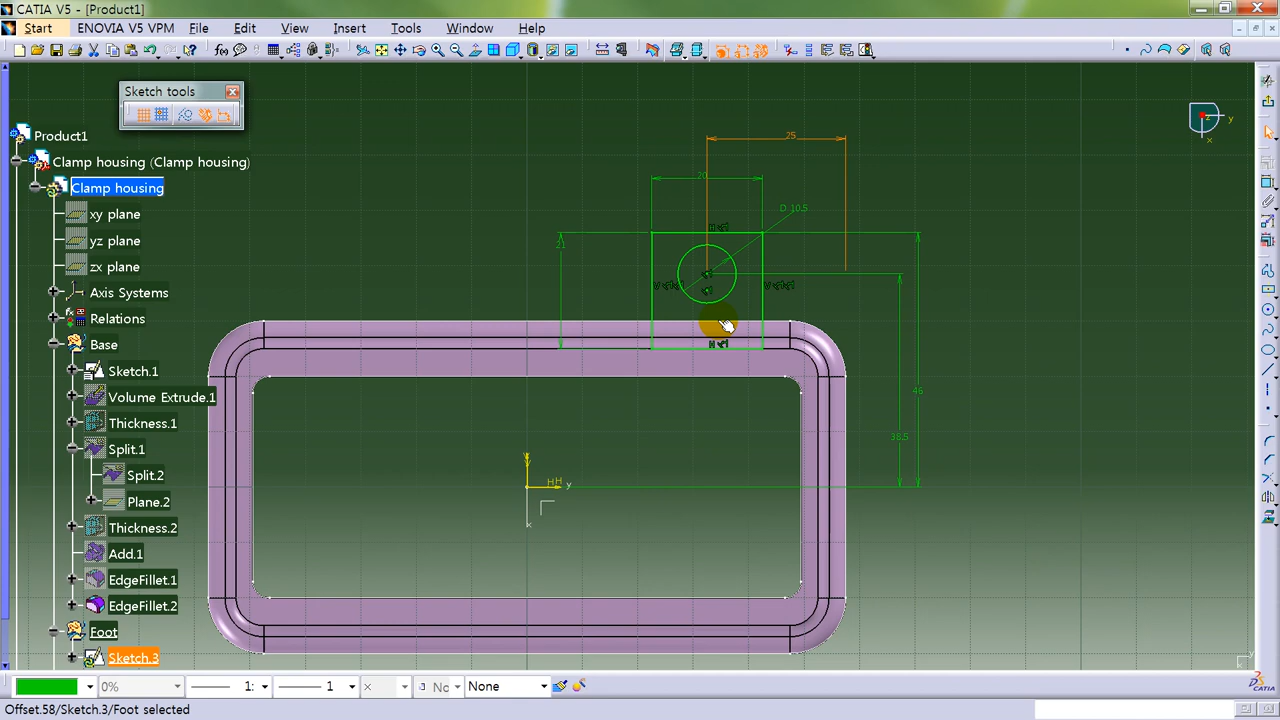 CATIA V5 - [Product1]
Start ENOVIA V5 VPM File Edit View Insert Tools Window Help
Sketch tools
Product1
Clamp housing (Clamp housing)
Clamp housing
xy plane
yz plane
zx plane
Axis Systems
Relations
Base
Sketch.1
Volume Extrude.1
Thickness.1
Split.1
Split.2
Plane.2
Thickness.2
Add.1
EdgeFillet.1
EdgeFillet.2
Foot
Sketch.3
25
20
D 10.5
21
46
38.5
V
H
HH y
x
z y
x
0% 1: 1 No None
Offset.58/Sketch.3/Foot selected
CATIA